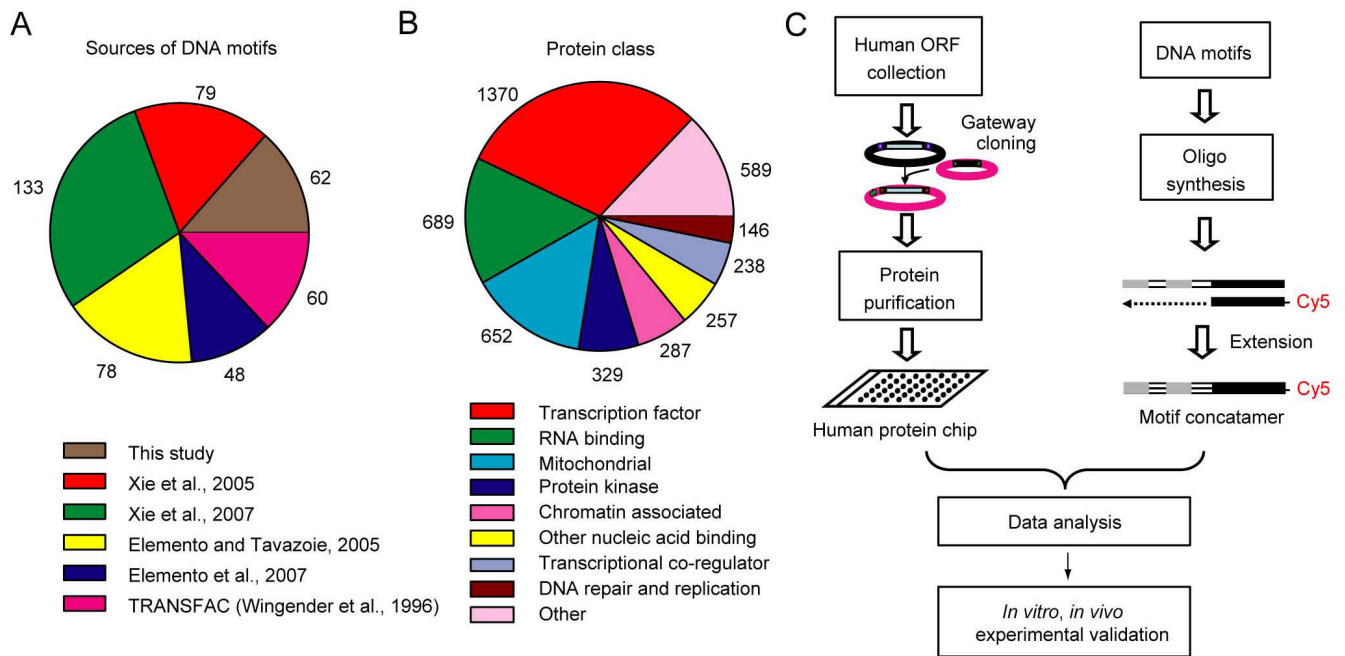 A
Sources of DNA motifs
79
62
133
60
78
48
This study
Xie et al., 2005
Xie et al., 2007
Elemento and Tavazoie, 2005
Elemento et al., 2007
TRANSFAC (Wingender et al., 1996)
B
Protein class
1370
589
689
146
238
257
652
287
329
Transcription factor
RNA binding
Mitochondrial
Protein kinase
Chromatin associated
Other nucleic acid binding
Transcriptional co-regulator
DNA repair and replication
Other
C
Human ORF
collection
Gateway
cloning
Protein
purification
Human protein chip
DNA motifs
Oligo
synthesis
Cy5
Extension
Cy5
Motif concatamer
Data analysis
In vitro, in vivo
experimental validation